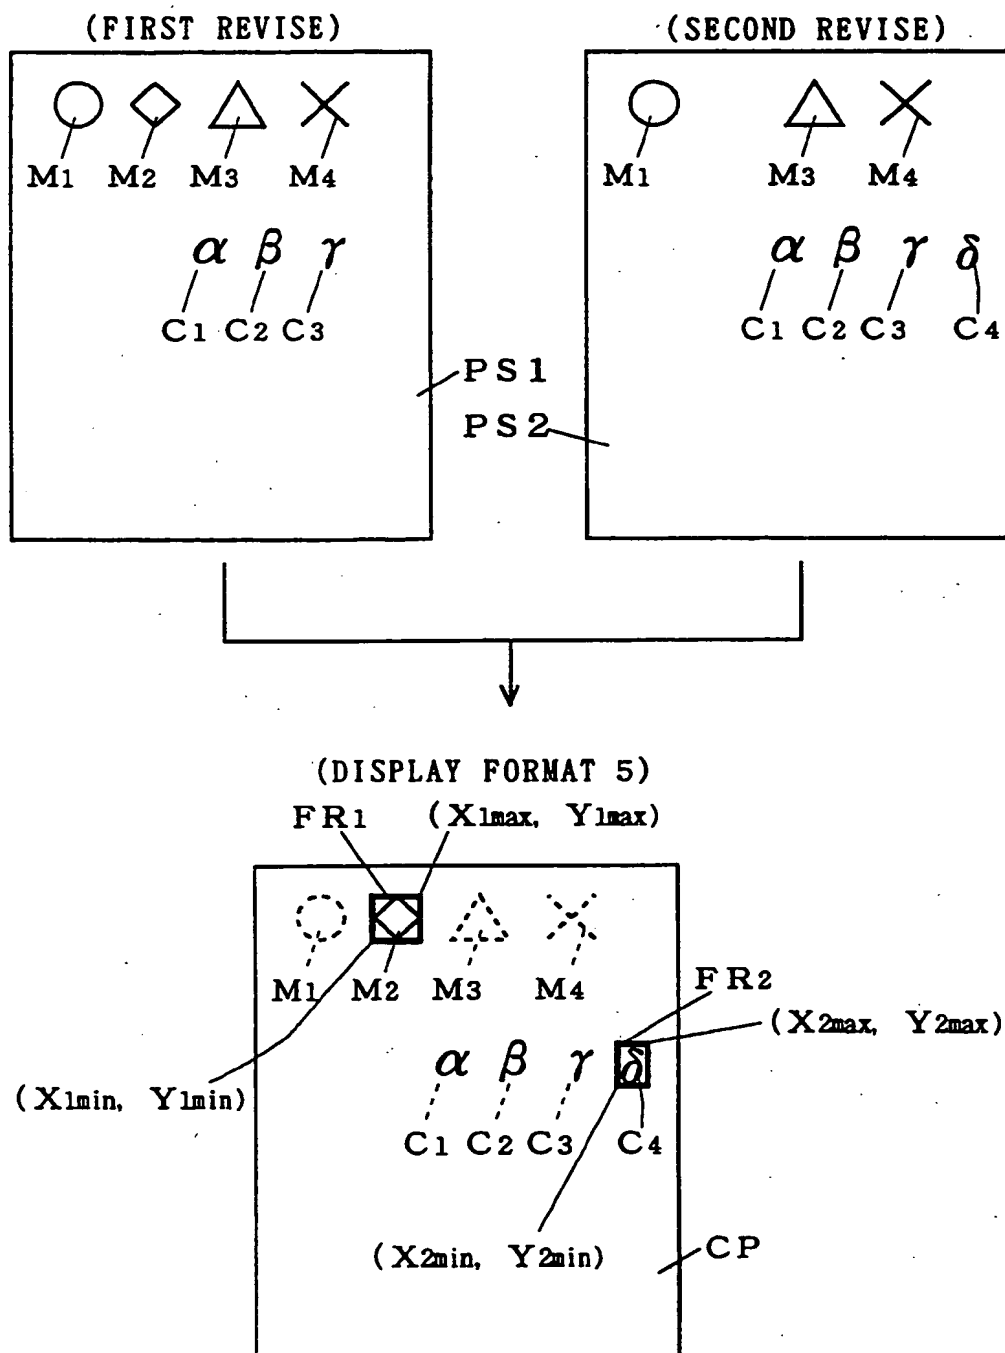 (FIRST REVISE) (SECOND REVISE)
M1 M2 M3 M4 M1 M3 M4
α β γ α β γ δ
C1 C2 C3 C1 C2 C3 C4
PS1
PS2
(DISPLAY FORMAT 5)
FR1 (X1max, Y1max)
M1 M2 M3 M4 FR2
(X2max, Y2max)
α β γ δ
(X1min, Y1min)
C1 C2 C3 C4
(X2min, Y2min) CP